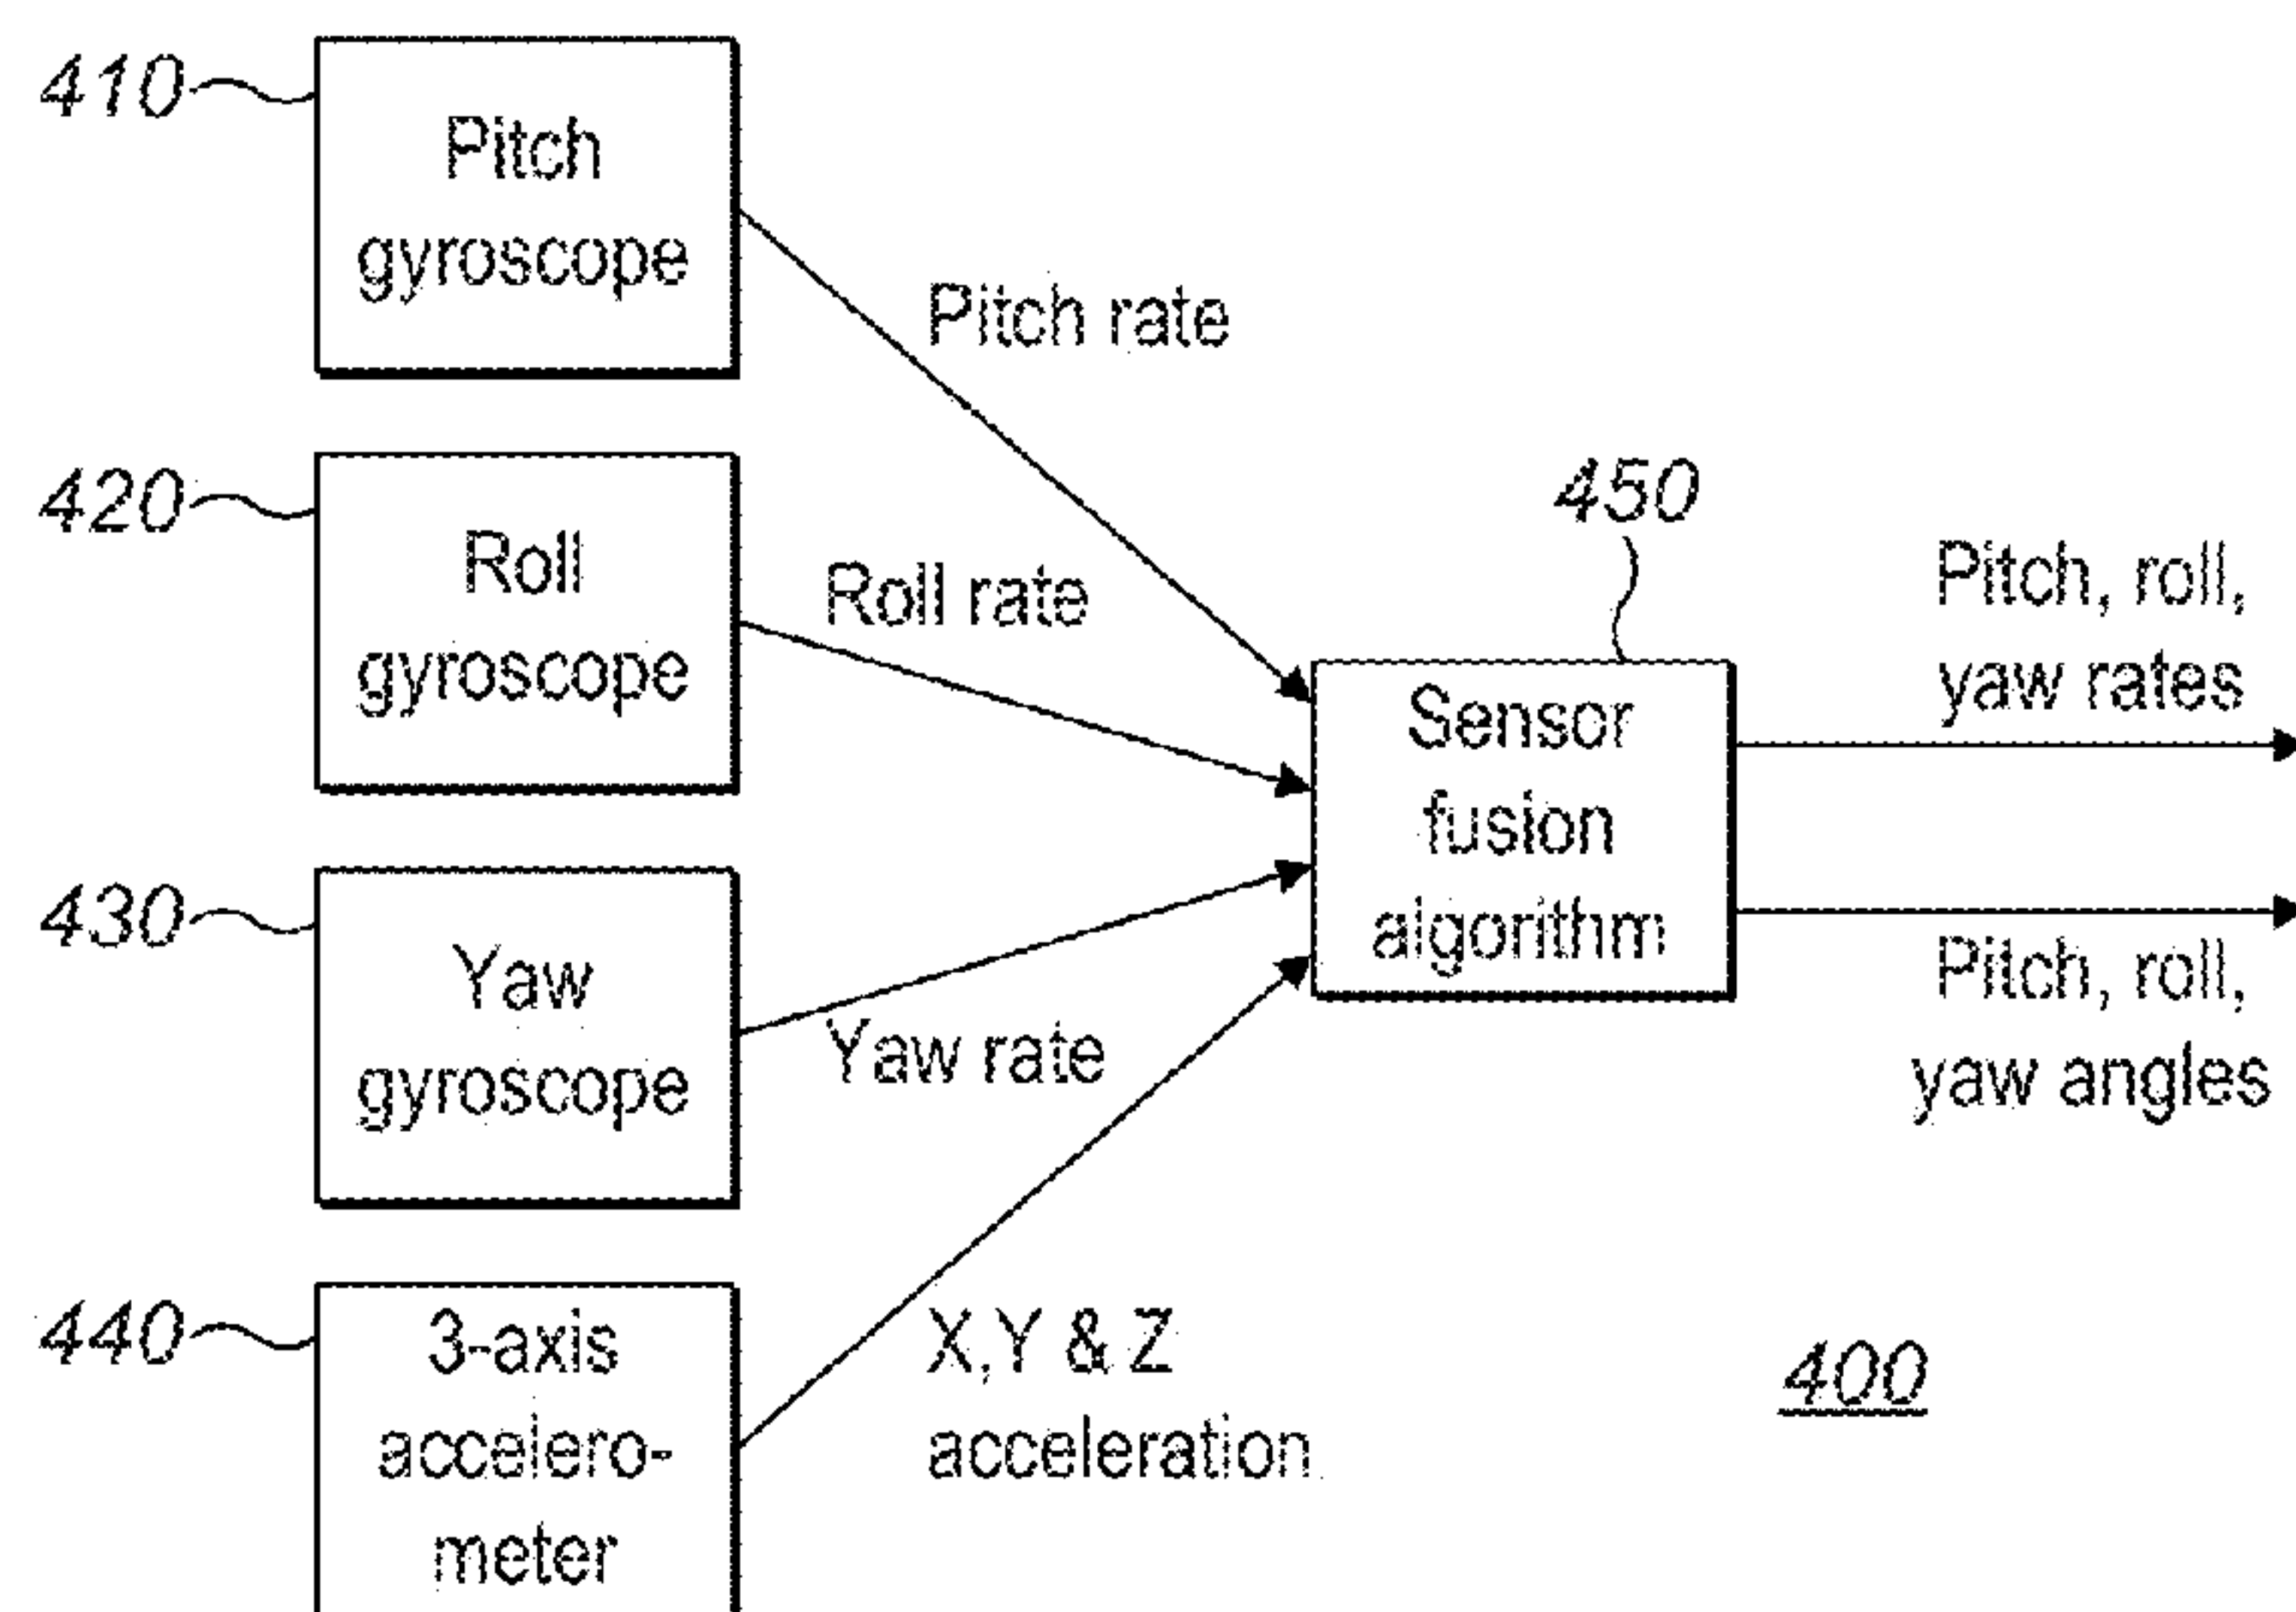 410
Pitch
gyroscope
Pitch rate
420
Roll
gyroscope
Roll rate
450
Pitch, roll,
yaw rates
Sensor
fusion
algorithm
430
Yaw
gyroscope
Yaw rate
Pitch, roll,
yaw angles
440
3-axis
accelero-
meter
X,Y & Z
acceleration
400